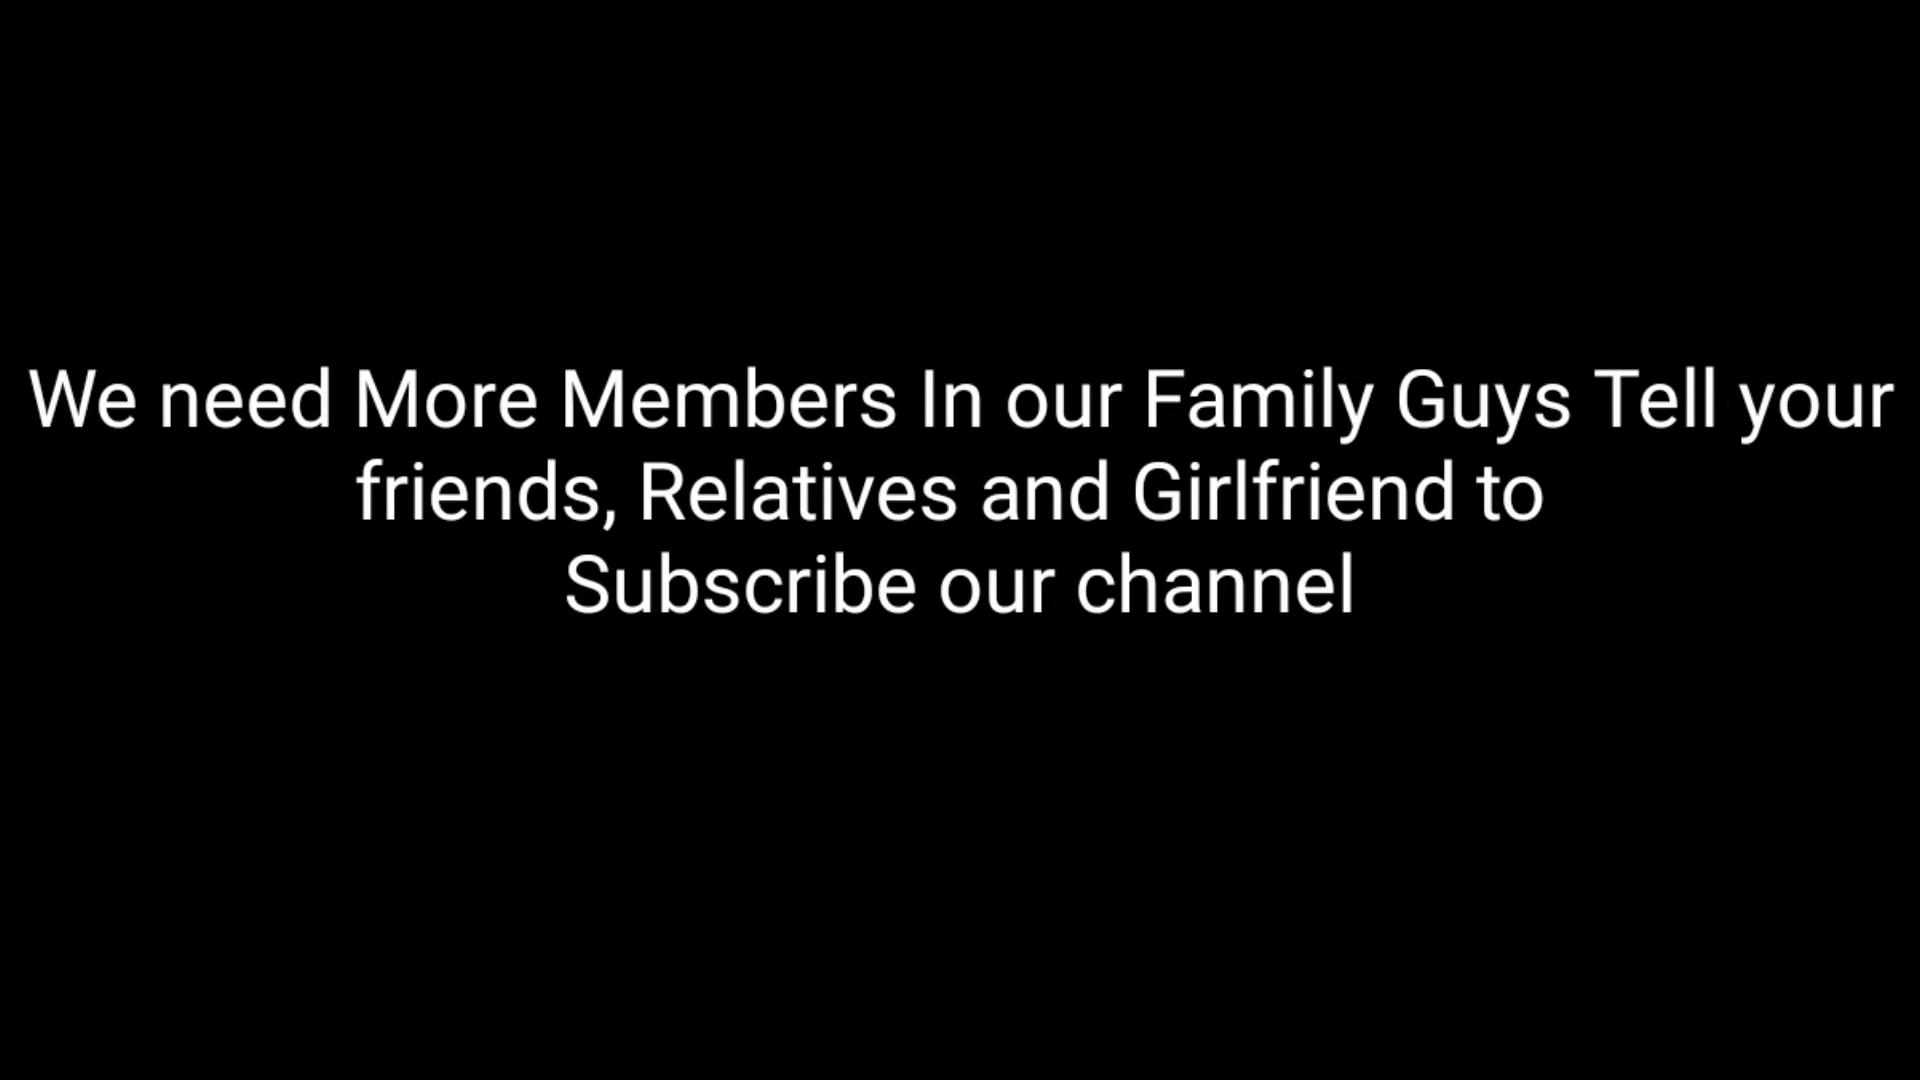 We need More Members In our Family Guys Tell your
friends, Relatives and Girlfriend to
Subscribe our channel